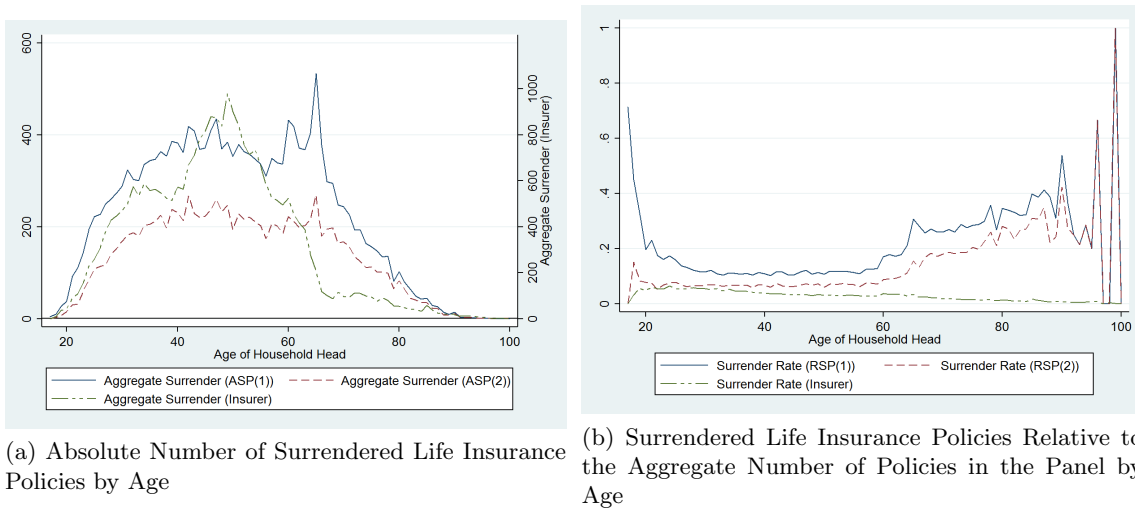 600
400
200
0
1000
800
600
400
200
0
Aggregate Surrender (Insurer)
20 40 60 80 100
Age of Household Head
Aggregate Surrender (ASP(1)) Aggregate Surrender (ASP(2))
Aggregate Surrender (Insurer)
(a) Absolute Number of Surrendered Life Insurance
Policies by Age
1
.8
.6
.4
.2
0
20 40 60 80 100
Age of Household Head
Surrender Rate (RSP(1)) Surrender Rate (RSP(2))
Surrender Rate (Insurer)
(b) Surrendered Life Insurance Policies Relative to
the Aggregate Number of Policies in the Panel by
Age